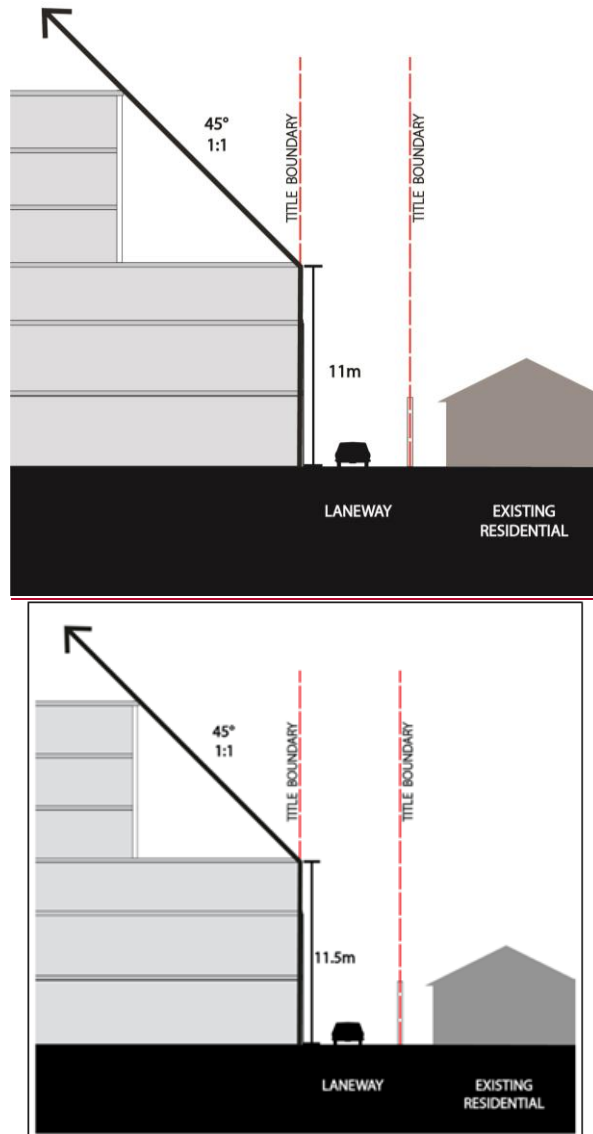 45°
1:1
TITLE BOUNDARY
TITLE BOUNDARY
11m
LANEWAY
EXISTING
RESIDENTIAL
45°
1:1
TITLE BOUNDARY
TITLE BOUNDARY
11.5m
LANEWAY
EXISTING
RESIDENTIAL